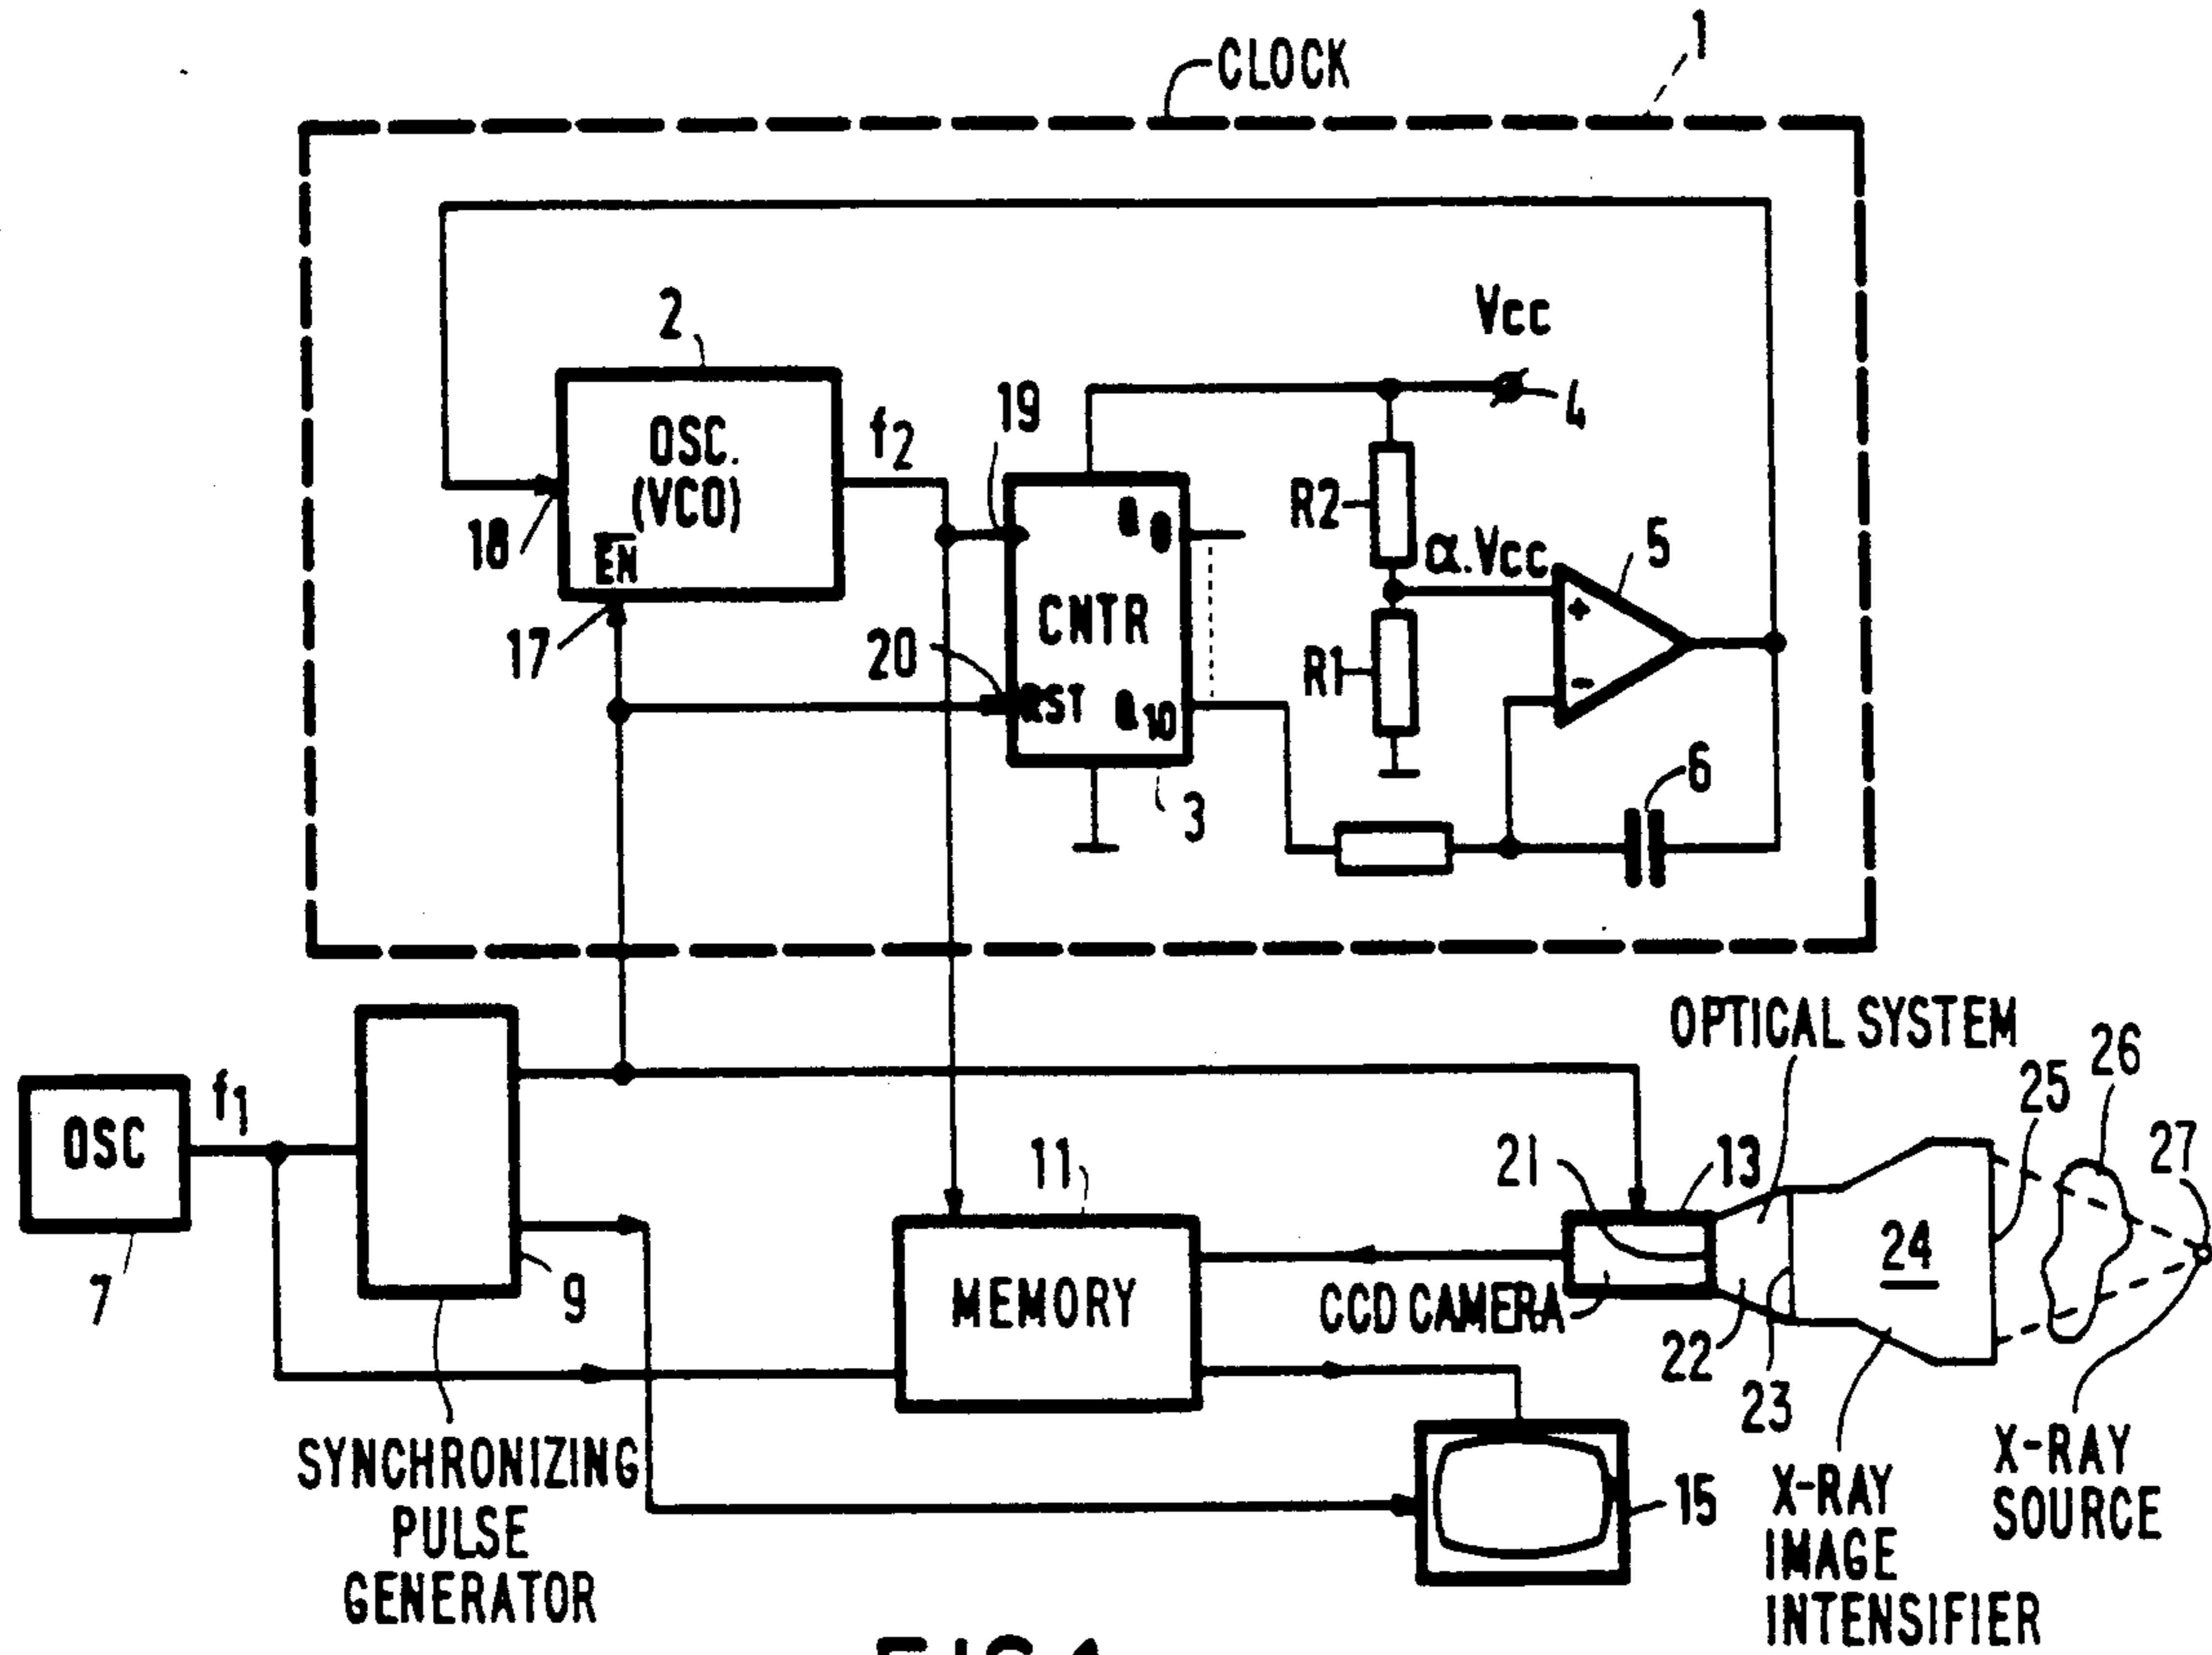 1
CLOCK
Vcc
2
4
OSC.
(VCO)
f2
19
R2
18
EN
α.Vcc
5
+
-
CNTR
17
20
R1
RST
Q10
6
3
OPTICAL SYSTEM
26
25
OSC
f1
11
21
13
27
24
7
9
MEMORY
CCD CAMERA
22
23
SYNCHRONIZING
PULSE
GENERATOR
15
X-RAY
IMAGE
INTENSIFIER
X-RAY
SOURCE